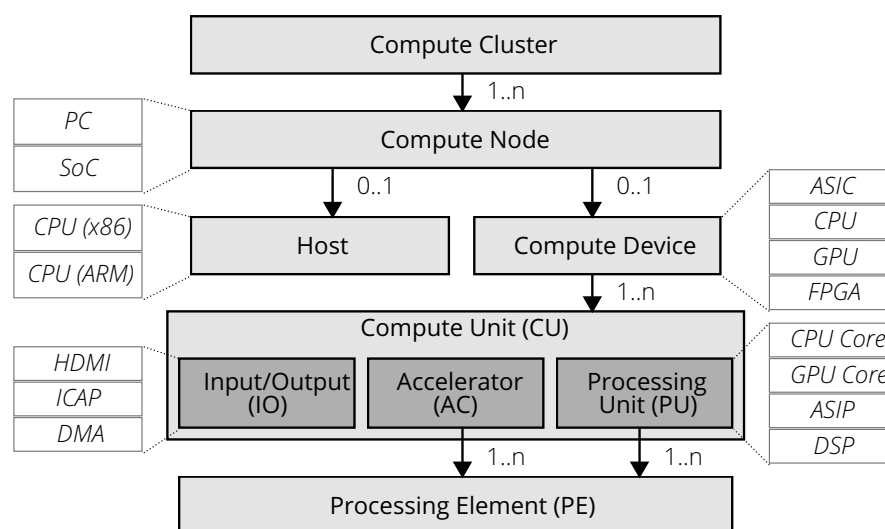 Compute Cluster
1..n
PC
SoC
Compute Node
0..1
0..1
CPU (x86)
CPU (ARM)
Host
Compute Device
ASIC
CPU
GPU
FPGA
1..n
Compute Unit (CU)
HDMI
ICAP
DMA
Input/Output
(IO)
Accelerator
(AC)
Processing
Unit (PU)
CPU Core
GPU Core
ASIP
DSP
1..n
1..n
Processing Element (PE)